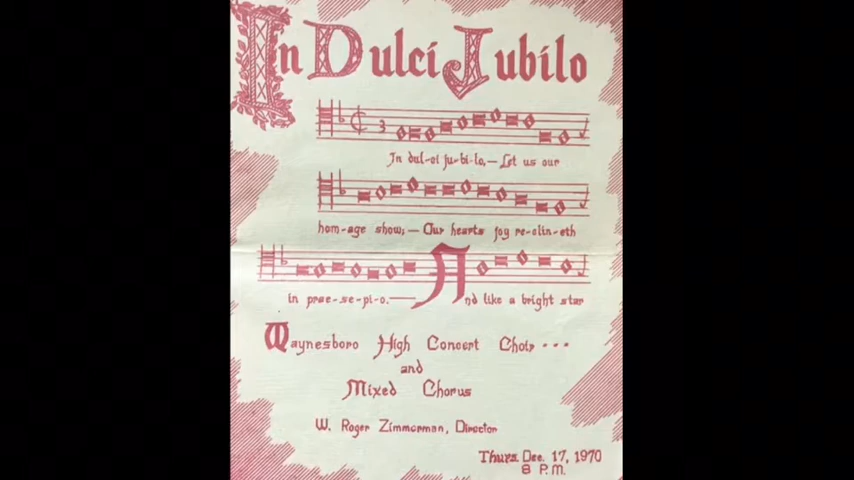 In Dulci Jubilo
In dul-ci ju-bi-lo,— Let us our
hom-age show;— Our hearts joy re-clin-eth
in prae-se-pi-o.— And like a bright star
Waynesboro High Concert Choir ...
and
Mixed Chorus
W. Roger Zimmerman, Director
Thurs. Dec. 17, 1970
8 P.M.